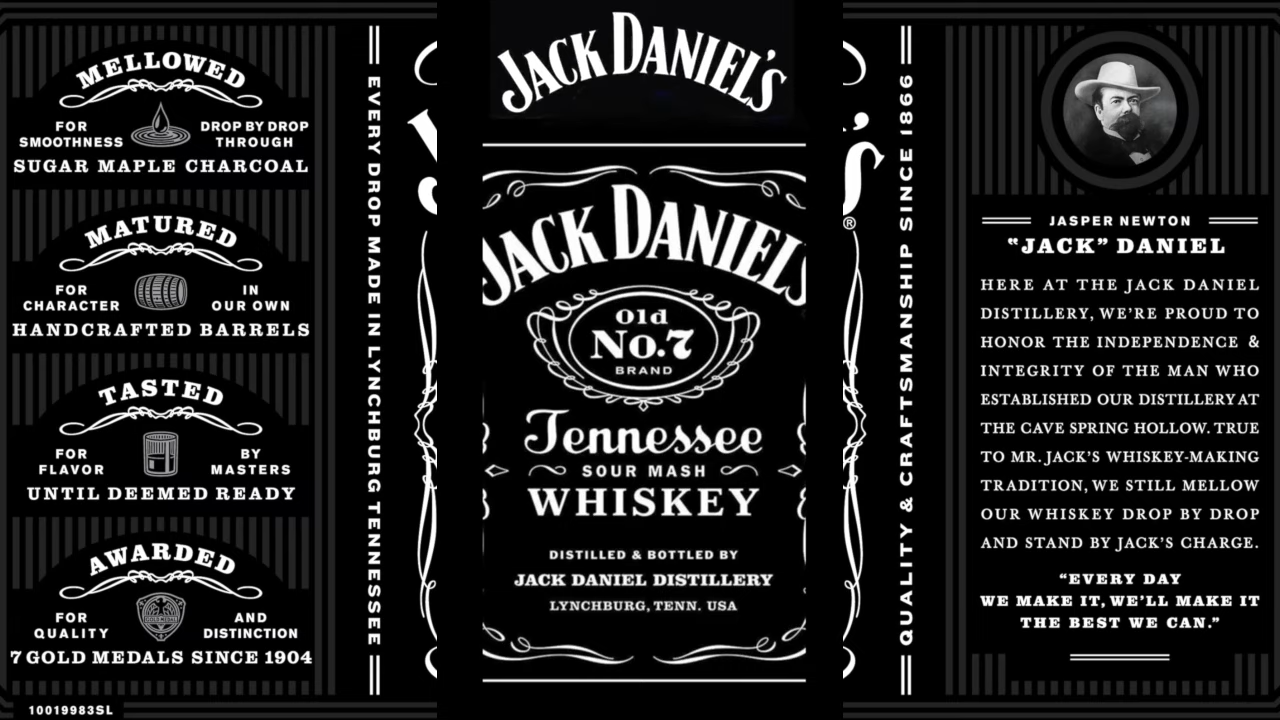 MELLOWED
FOR SMOOTHNESS
DROP BY DROP THROUGH
SUGAR MAPLE CHARCOAL
MATURED
FOR CHARACTER
IN OUR OWN
HANDCRAFTED BARRELS
TASTED
FOR FLAVOR
BY MASTERS
UNTIL DEEMED READY
AWARDED
FOR QUALITY
AND DISTINCTION
GOLD MEDAL
7 GOLD MEDALS SINCE 1904
10019983SL
EVERY DROP MADE IN LYNCHBURG TENNESSEE
JACK DANIEL'S
JACK DANIEL'S
Old
No.7
BRAND
Tennessee
SOUR MASH
WHISKEY
DISTILLED & BOTTLED BY
JACK DANIEL DISTILLERY
LYNCHBURG, TENN. USA
'S
®
QUALITY & CRAFTSMANSHIP SINCE 1866
JASPER NEWTON
"JACK" DANIEL
HERE AT THE JACK DANIEL
DISTILLERY, WE'RE PROUD TO
HONOR THE INDEPENDENCE &
INTEGRITY OF THE MAN WHO
ESTABLISHED OUR DISTILLERY AT
THE CAVE SPRING HOLLOW. TRUE
TO MR. JACK'S WHISKEY-MAKING
TRADITION, WE STILL MELLOW
OUR WHISKEY DROP BY DROP
AND STAND BY JACK'S CHARGE.
"EVERY DAY
WE MAKE IT, WE'LL MAKE IT
THE BEST WE CAN."